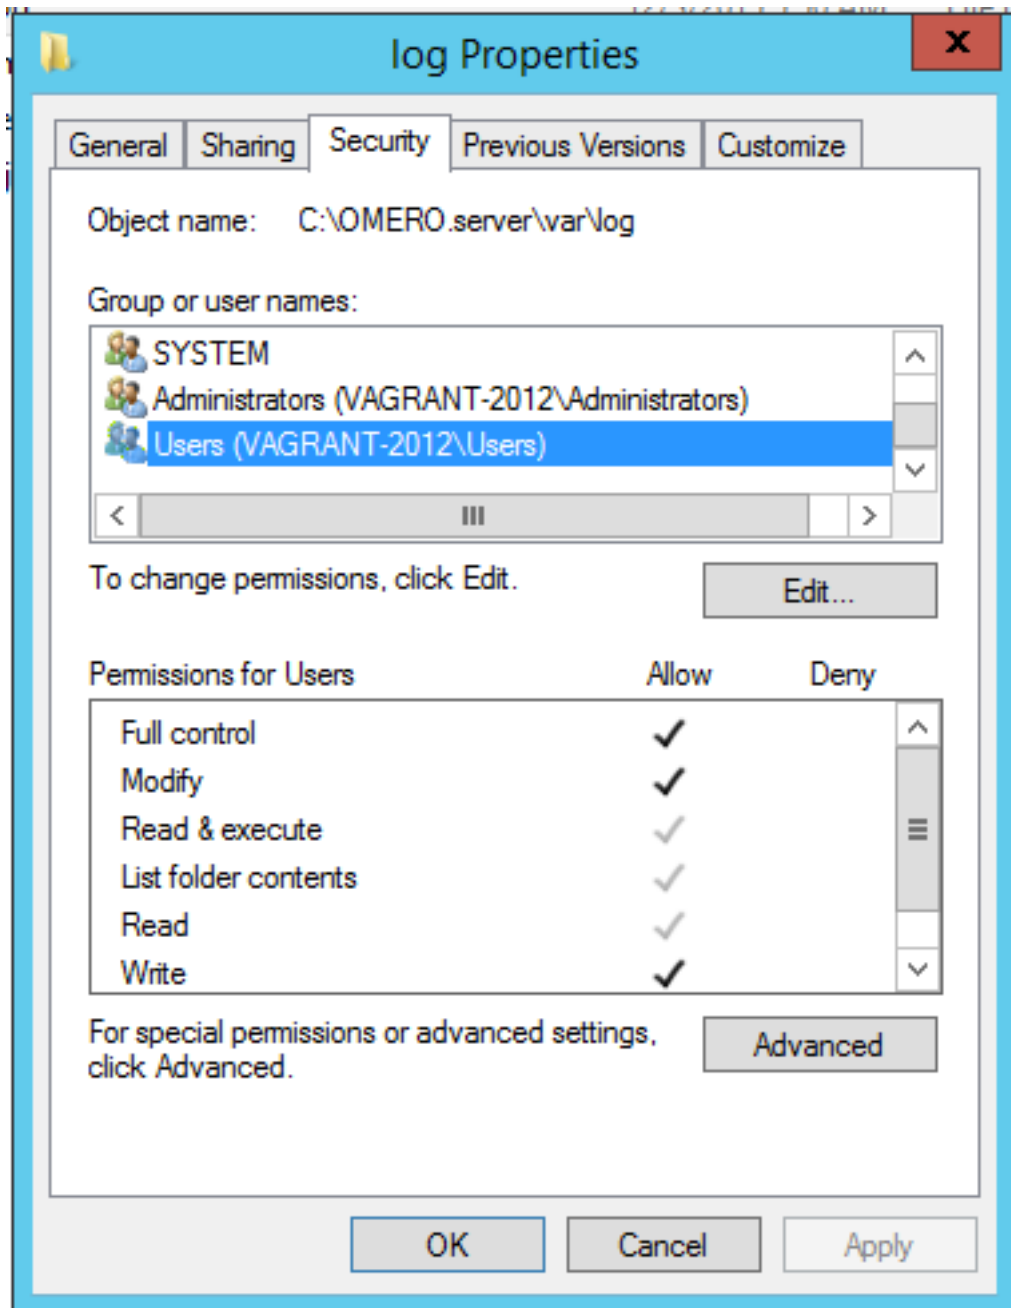 log Properties
x
General Sharing Security Previous Versions Customize
Object name: C:\OMERO.server\var\log
Group or user names:
SYSTEM
Administrators (VAGRANT-2012\Administrators)
Users (VAGRANT-2012\Users)
To change permissions, click Edit.
Edit...
Permissions for Users Allow Deny
Full control
Modify
Read & execute
List folder contents
Read
Write
For special permissions or advanced settings,
click Advanced.
Advanced
OK Cancel Apply